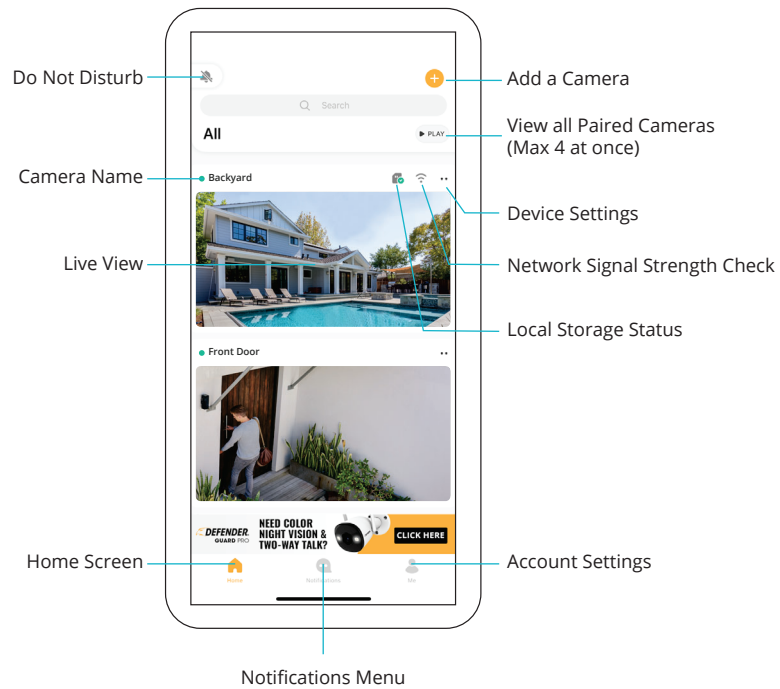 Do Not Disturb
Add a Camera
Search
All
PLAY
View all Paired Cameras
(Max 4 at once)
Camera Name
Backyard
Device Settings
Live View
Network Signal Strength Check
Local Storage Status
Front Door
DEFENDER
GUARD PRO
NEED COLOR
NIGHT VISION &
TWO-WAY TALK?
CLICK HERE
Home Screen
Account Settings
Home
Notifications
Me
Notifications Menu